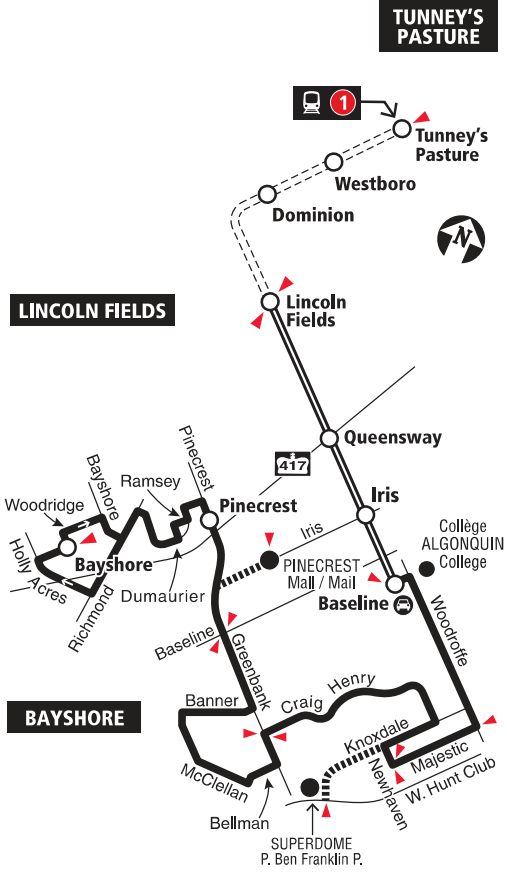 TUNNEY'S
PASTURE
1
Tunney's
Pasture
Westboro
Dominion
N
LINCOLN FIELDS
Lincoln
Fields
Queensway
417
Pinecrest
Ramsey
Bayshore
Woodridge
Pinecrest
Iris
Iris
Collège
ALGONQUIN
College
Bayshore
Holly Acres
Richmond
Dumaurier
PINECREST
Mall / Mail
Baseline
Woodroffe
Baseline
Greenbank
BAYSHORE
Banner
Craig Henry
Knoxdale
McClellan
Newhaven
Majestic
W. Hunt Club
Bellman
SUPERDOME
P. Ben Franklin P.